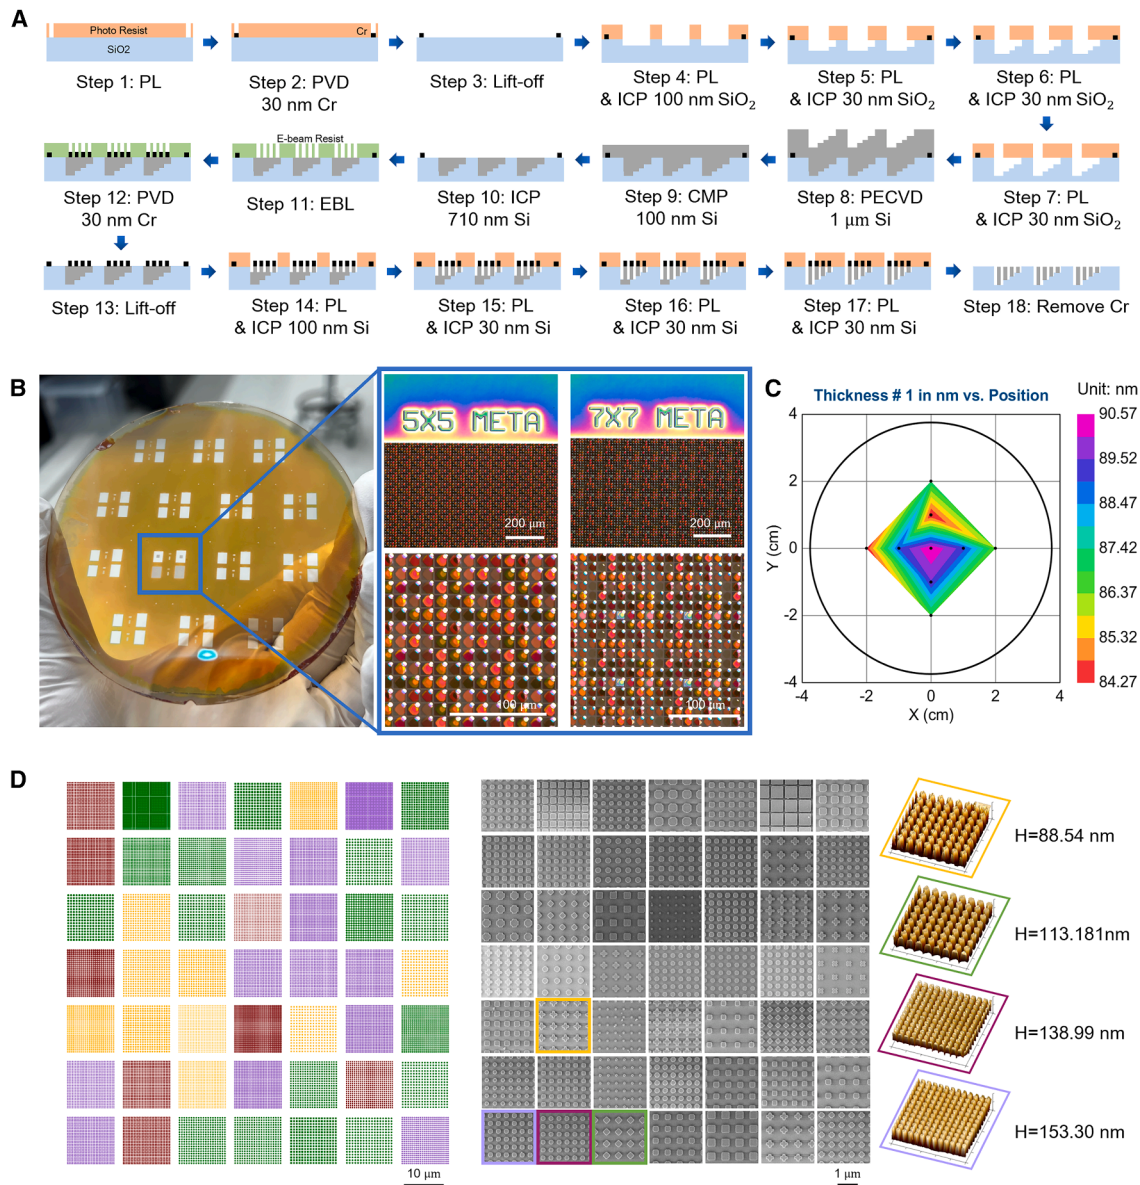 A
Photo Resist
Cr
SiO2
Step 1: PL
Step 2: PVD
30 nm Cr
Step 3: Lift-off
Step 4: PL
& ICP 100 nm SiO₂
Step 5: PL
& ICP 30 nm SiO₂
Step 6: PL
& ICP 30 nm SiO₂
E-beam Resist
Step 12: PVD
30 nm Cr
Step 11: EBL
Step 10: ICP
710 nm Si
Step 9: CMP
100 nm Si
Step 8: PECVD
1 μm Si
Step 7: PL
& ICP 30 nm SiO₂
Step 13: Lift-off
Step 14: PL
& ICP 100 nm Si
Step 15: PL
& ICP 30 nm Si
Step 16: PL
& ICP 30 nm Si
Step 17: PL
& ICP 30 nm Si
Step 18: Remove Cr
B
5X5 META
7X7 META
200 μm
200 μm
100 μm
100 μm
C
Thickness # 1 in nm vs. Position
Unit: nm
4
2
0
-2
-4
Y (cm)
-4
-2
0
2
4
X (cm)
90.57
89.52
88.47
87.42
86.37
85.32
84.27
D
H=88.54 nm
H=113.181nm
H=138.99 nm
H=153.30 nm
10 μm
1 μm